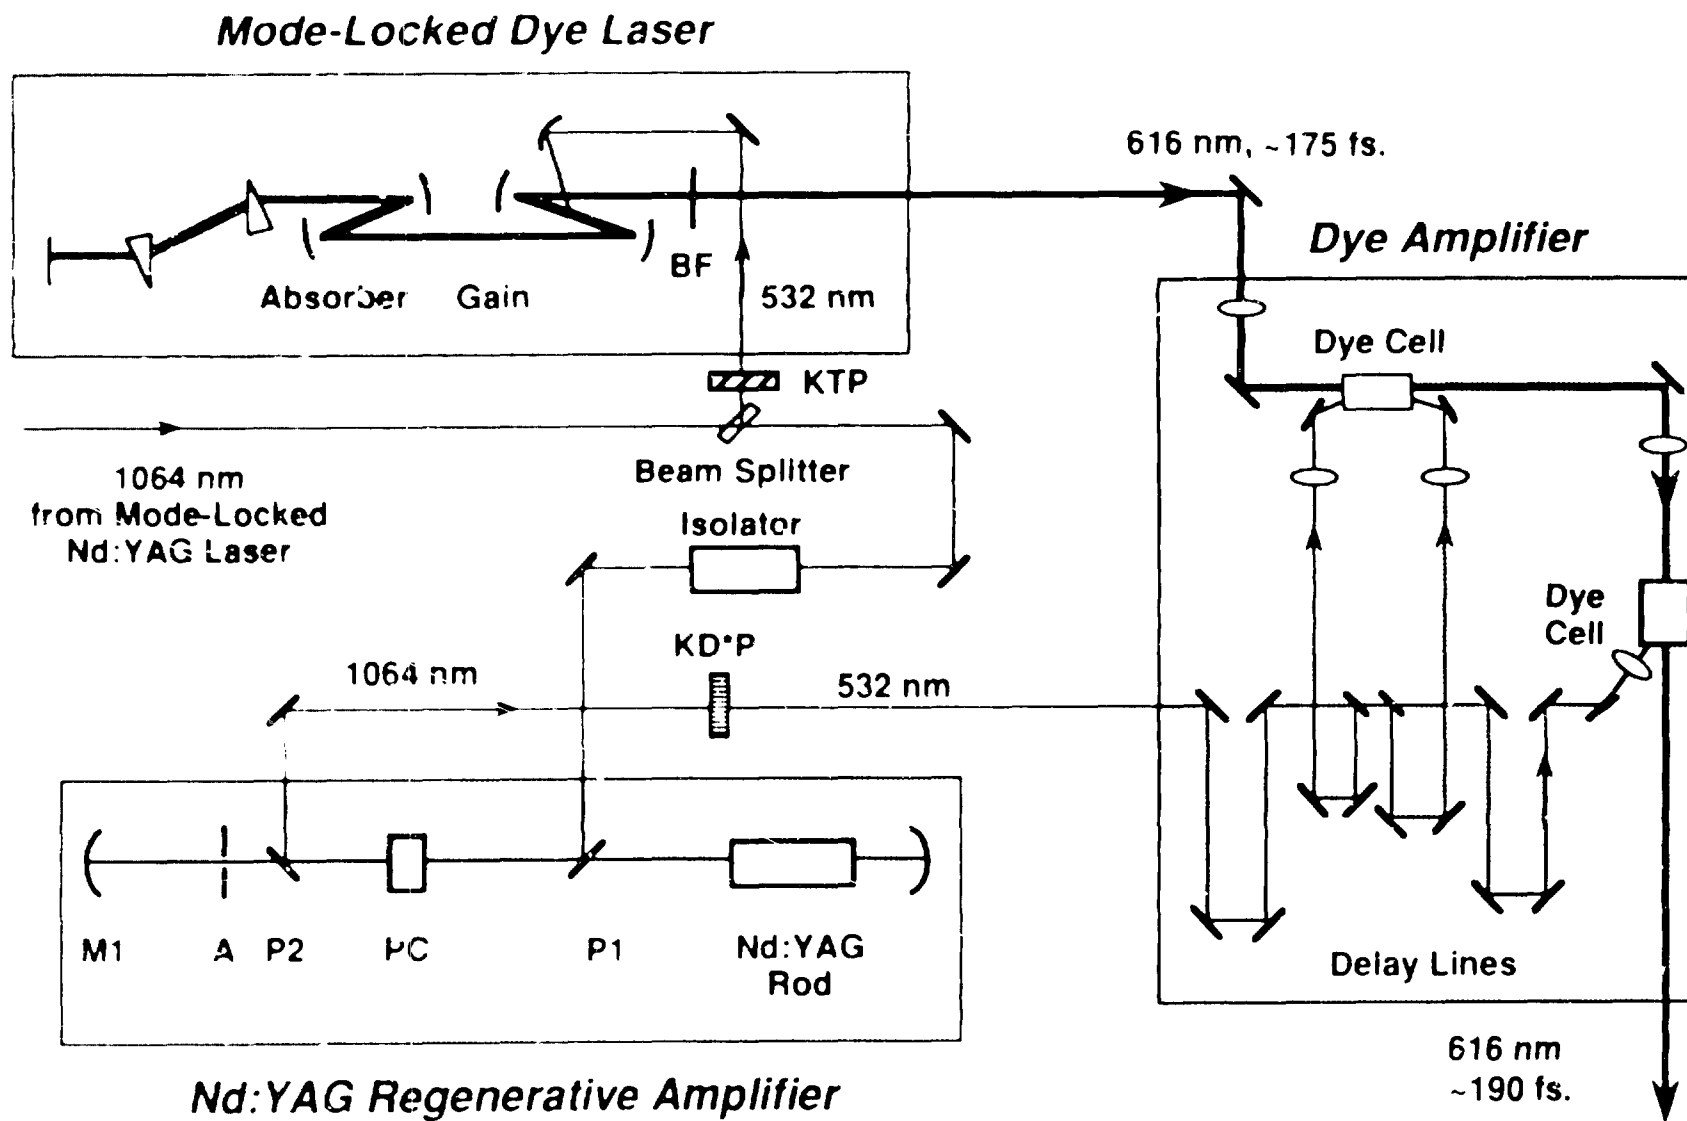 Mode-Locked Dye Laser
616 nm, ~175 fs.
Dye Amplifier
BF
Absorber Gain
532 nm
Dye Cell
KTP
1064 nm
from Mode-Locked
Nd:YAG Laser
Beam Splitter
Isolator
Dye
Cell
KD*P
1064 nm
532 nm
M1 A P2 PC P1 Nd:YAG
Rod
Delay Lines
616 nm
~190 fs.
Nd:YAG Regenerative Amplifier